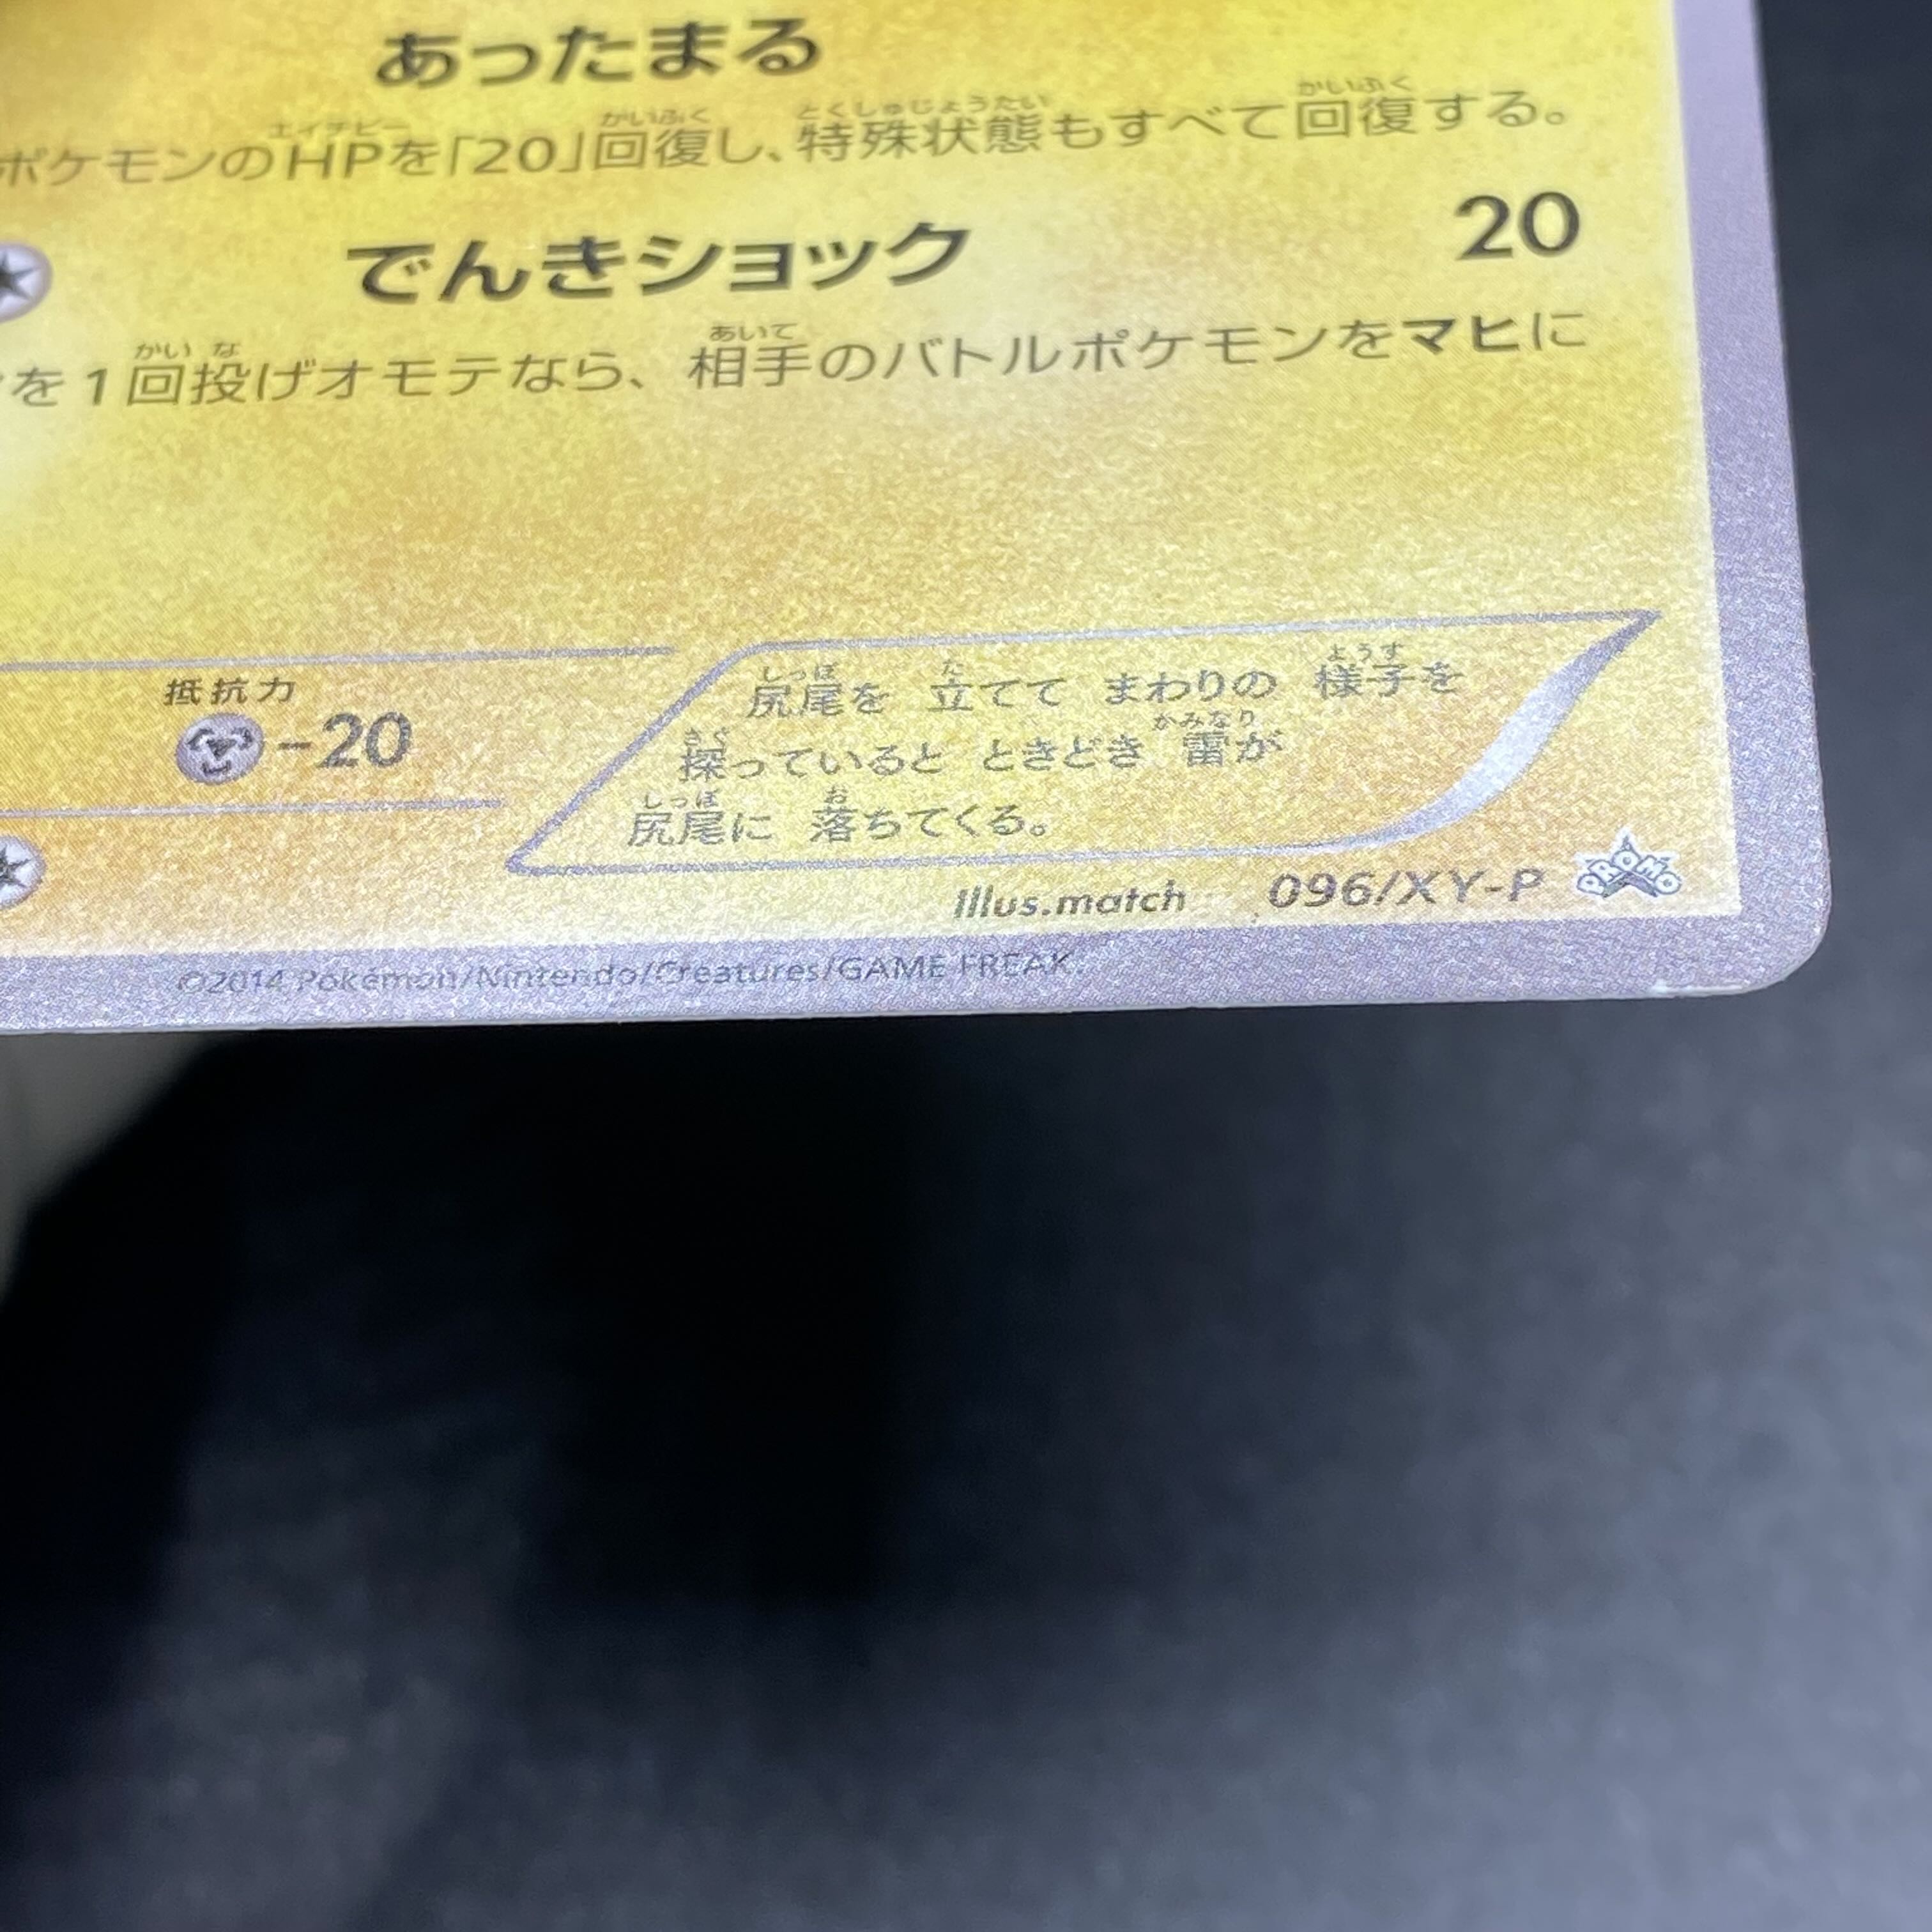 あったまる
ポケモンのHPを「20」回復し、特殊状態もすべて回復する。
でんきショック 20
を1回投げオモテなら、相手のバトルポケモンをマヒに
抵抗力
-20
尻尾を 立てて まわりの 様子を
探っていると ときどき 雷が
尻尾に 落ちてくる。
Illus.match 096/XY-P PROMO
©2014 Pokémon/Nintendo/Creatures/GAME FREAK.